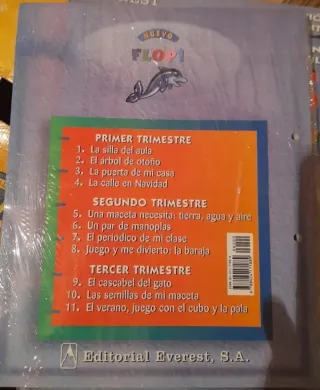 NUEVO
FLOPI
PRIMER TRIMESTRE
1. La silla del aula
2. El árbol de otoño
3. La puerta de mi casa
4. La calle en Navidad
SEGUNDO TRIMESTRE
5. Una maceta necesita: tierra, agua y aire
6. Un par de manoplas
7. El periódico de mi clase
8. Juego y me divierto: la baraja
TERCER TRIMESTRE
9. El cascabel del gato
10. Las semillas de mi maceta
11. El verano, juego con el cubo y la pala
Editorial Everest, S.A.